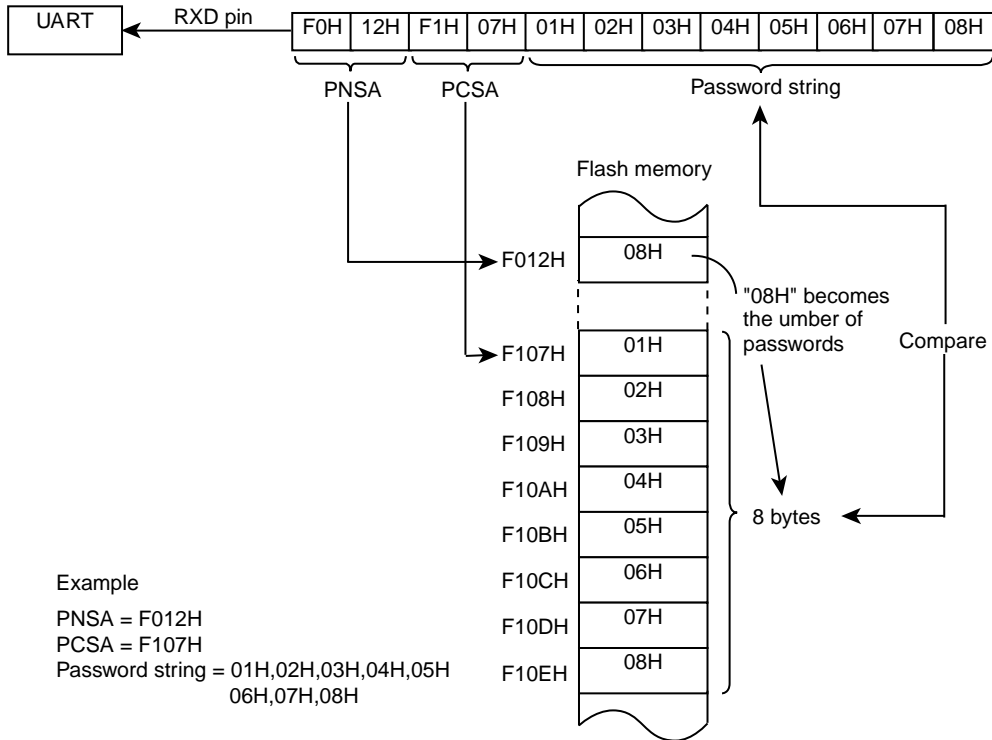 UART
RXD pin
F0H 12H F1H 07H 01H 02H 03H 04H 05H 06H 07H 08H
PNSA PCSA Password string
Flash memory
F012H 08H
"08H" becomes
the umber of
passwords
Compare
F107H 01H
F108H 02H
F109H 03H
F10AH 04H
F10BH 05H
8 bytes
F10CH 06H
F10DH 07H
F10EH 08H
Example
PNSA = F012H
PCSA = F107H
Password string = 01H,02H,03H,04H,05H
06H,07H,08H